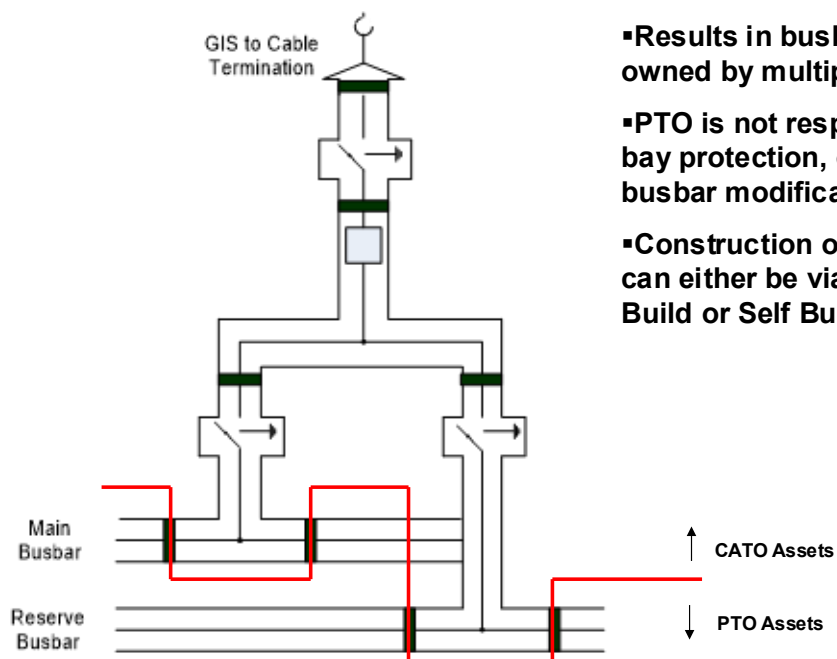 GIS to Cable
Termination
▪Results in bus
owned by multip
▪PTO is not resp
bay protection,
busbar modifica
▪Construction o
can either be via
Build or Self Bu
Main
Busbar
CATO Assets
Reserve
Busbar
PTO Assets